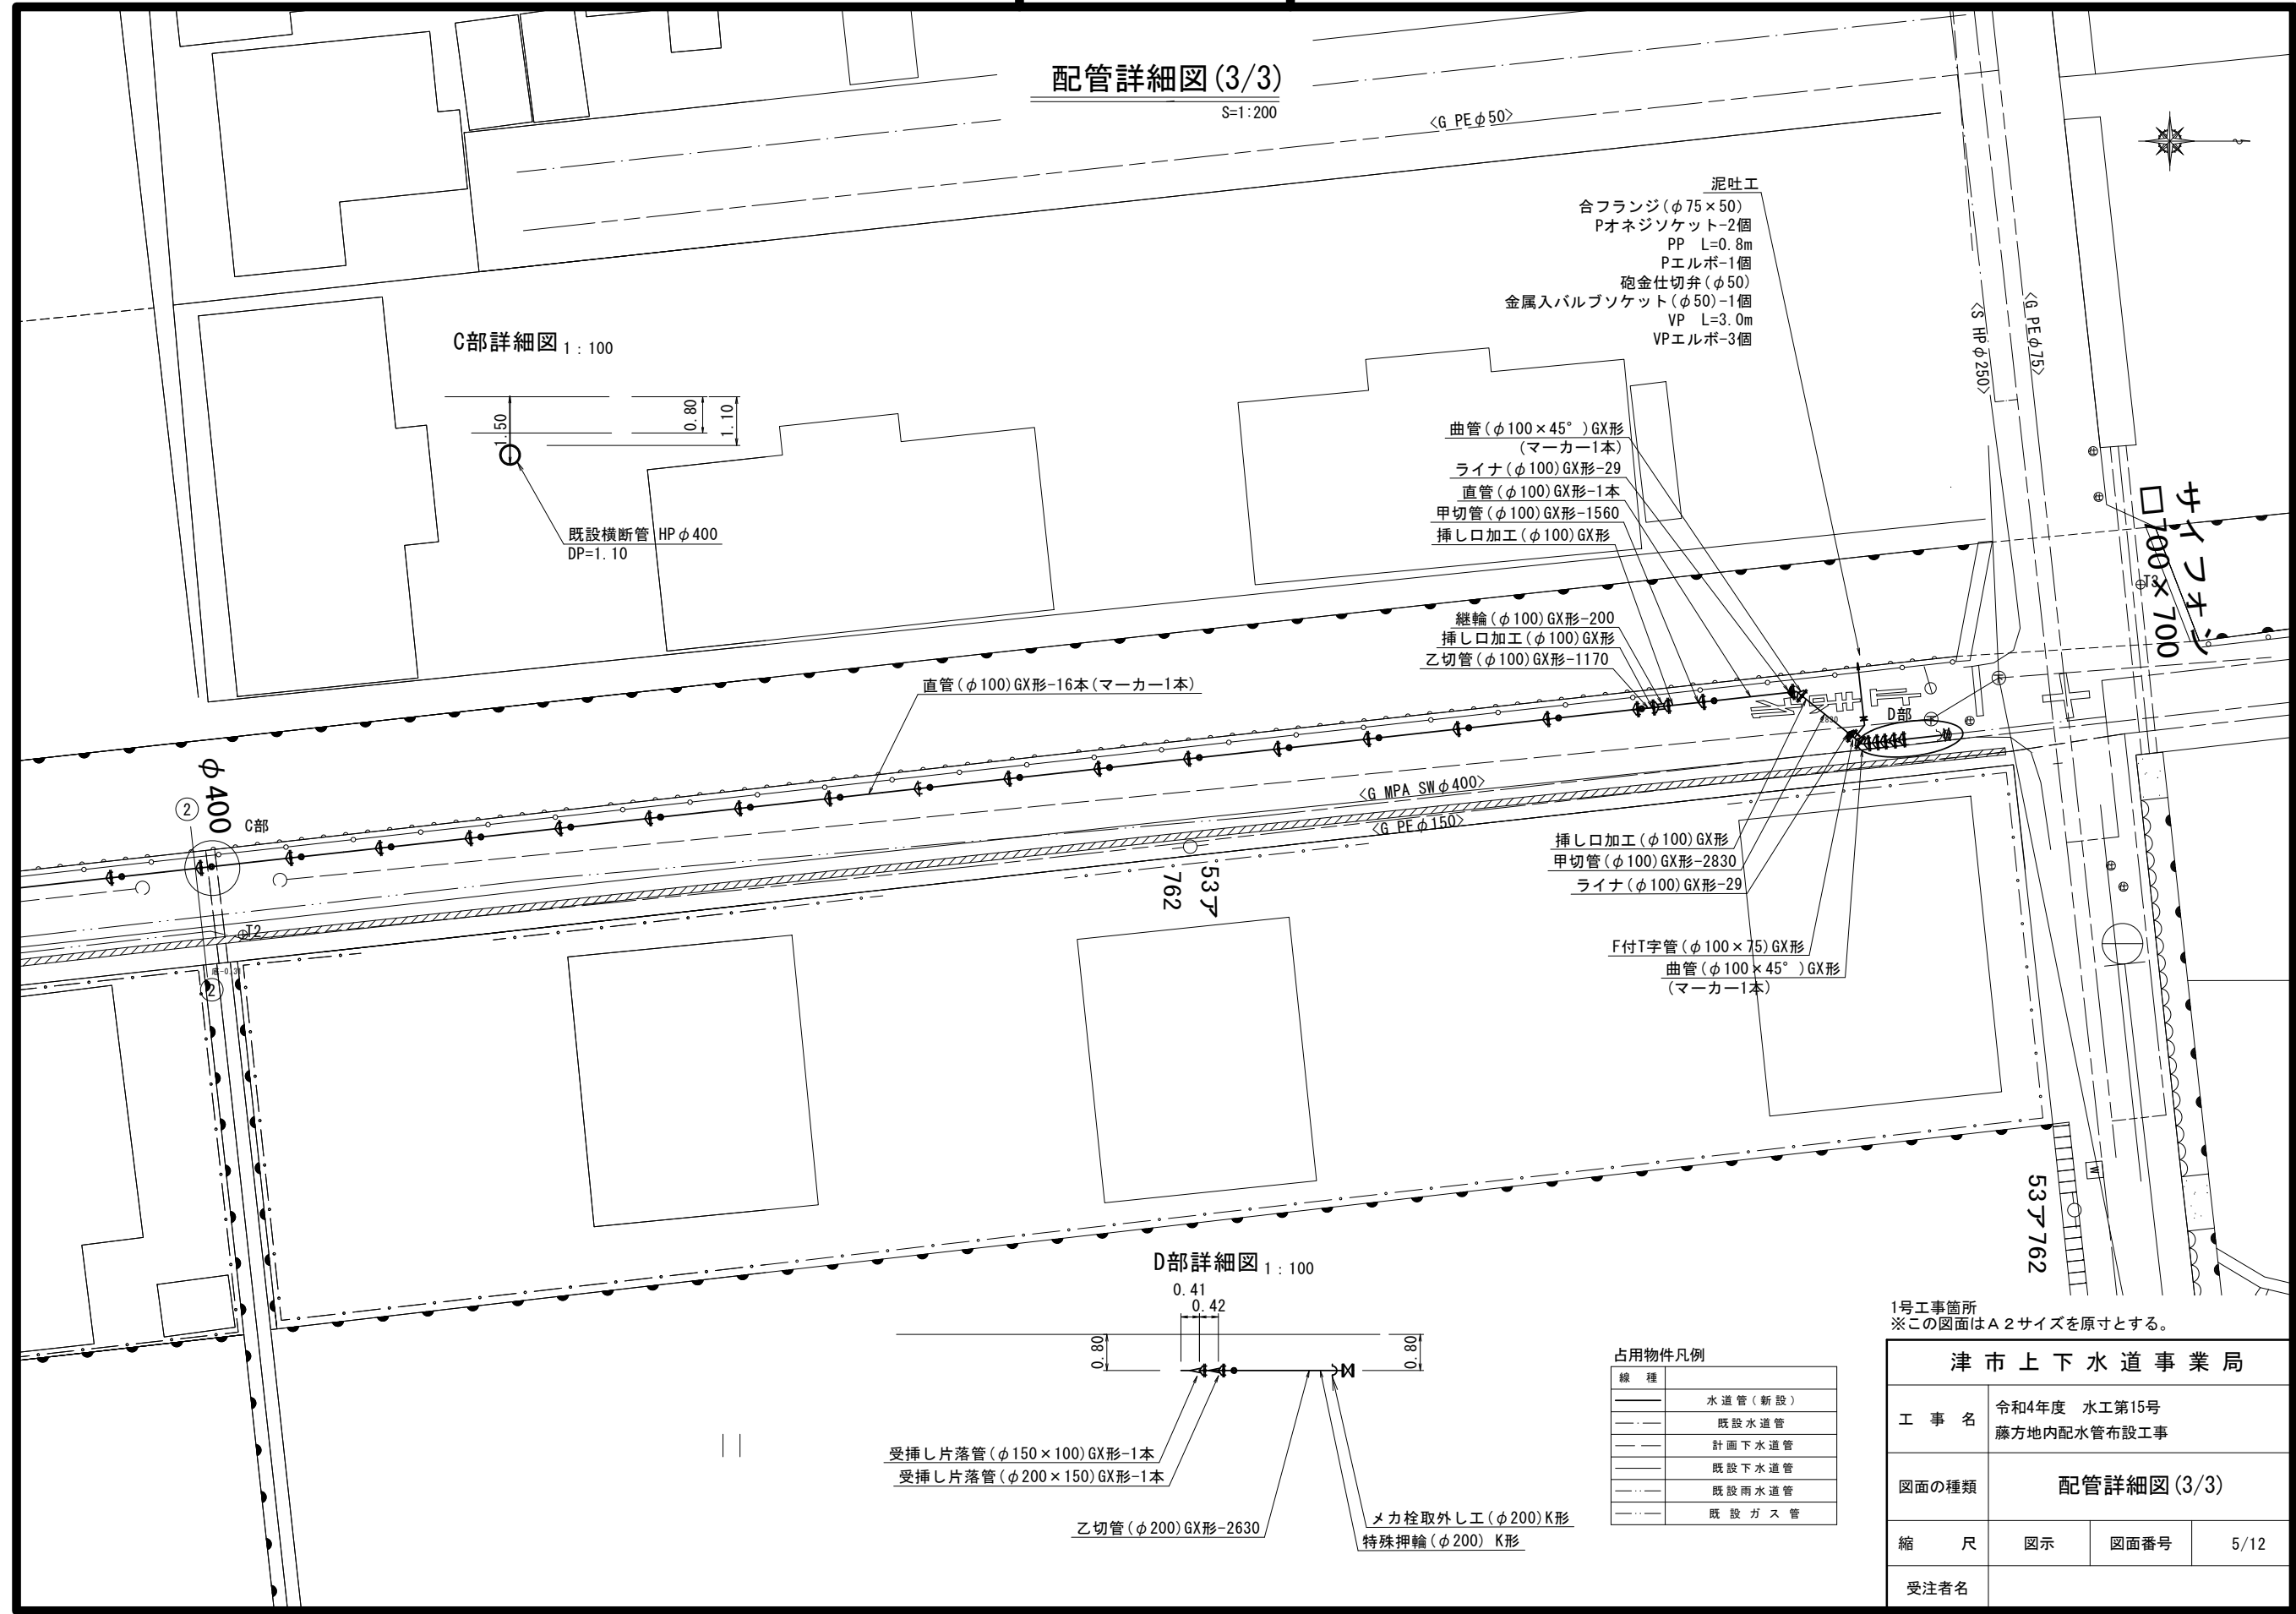 配管詳細図(3/3)
S=1:200
<G PEφ50>
泥吐工
合フランジ(φ75×50)
Pオネジソケット-2個
PP L=0.8m
Pエルボ-1個
砲金仕切弁(φ50)
金属入バルブソケット(φ50)-1個
VP L=3.0m
VPエルボ-3個
<S HPφ250>
<G PEφ75>
C部詳細図 1:100
1.50
0.80
1.10
既設横断管 HPφ400
DP=1.10
曲管(φ100×45°)GX形
(マーカー1本)
ライナ(φ100)GX形-29
直管(φ100)GX形-1本
甲切管(φ100)GX形-1560
挿し口加工(φ100)GX形
継輪(φ100)GX形-200
挿し口加工(φ100)GX形
乙切管(φ100)GX形-1170
直管(φ100)GX形-16本(マーカー1本)
サイフォン
口700×700
T3
D部
2830
φ400
2
C部
T2
2
<G MPA SWφ400>
<G PEφ150>
53ア
762
挿し口加工(φ100)GX形
甲切管(φ100)GX形-2830
ライナ(φ100)GX形-29
F付T字管(φ100×75)GX形
曲管(φ100×45°)GX形
(マーカー1本)
W
53ア762
D部詳細図 1:100
0.41
0.42
0.80
0.80
受挿し片落管(φ150×100)GX形-1本
受挿し片落管(φ200×150)GX形-1本
乙切管(φ200)GX形-2630
メカ栓取外し工(φ200)K形
特殊押輪(φ200) K形
占用物件凡例
線種
水道管(新設)
既設水道管
計画下水道管
既設下水道管
既設雨水道管
既設ガス管
1号工事箇所
※この図面はA2サイズを原寸とする。
津市上下水道事業局
工事名
令和4年度 水工第15号
藤方地内配水管布設工事
図面の種類
配管詳細図(3/3)
縮尺
図示
図面番号
5/12
受注者名